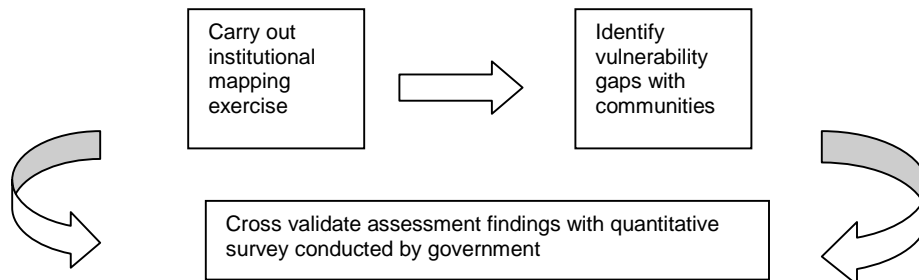 Carry out
institutional
mapping
exercise
Identify
vulnerability
gaps with
communities
Cross validate assessment findings with quantitative
survey conducted by government